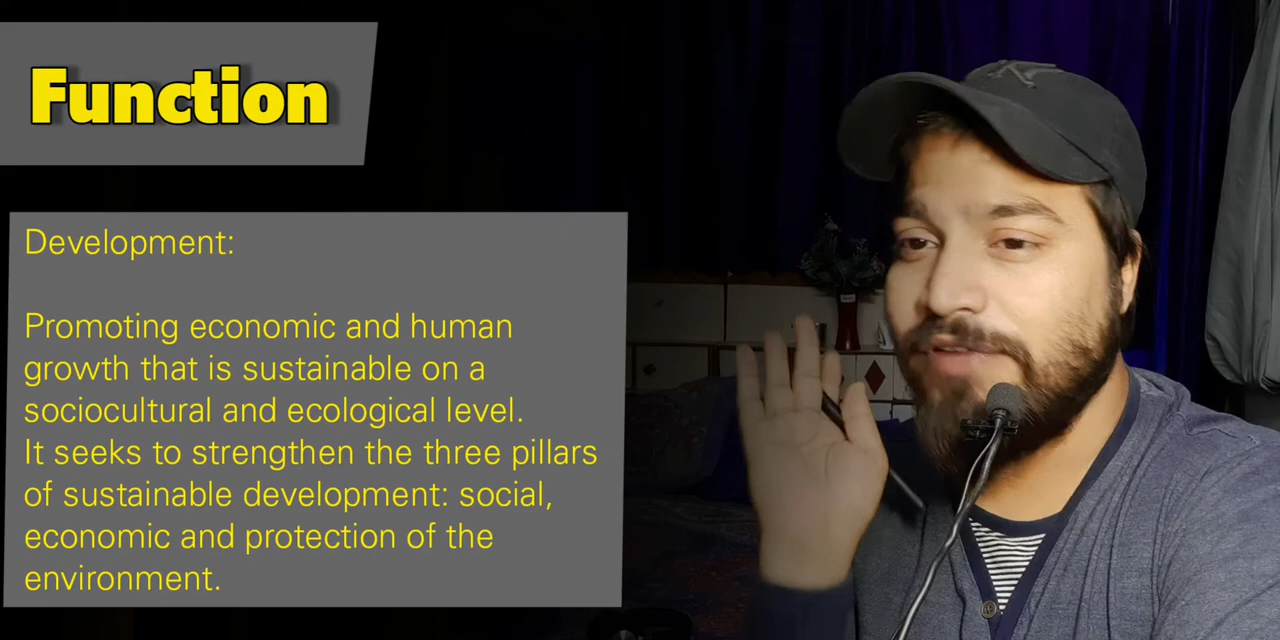 Function
Development:
Promoting economic and human
growth that is sustainable on a
sociocultural and ecological level.
It seeks to strengthen the three pillars
of sustainable development: social,
economic and protection of the
environment.